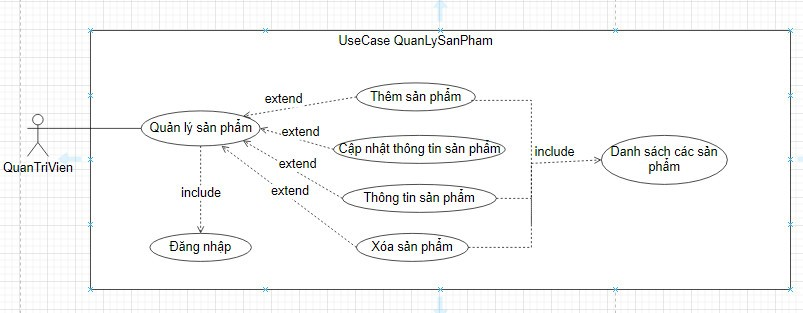 UseCase QuanLySanPham
extend
Thêm sản phẩm
Quản lý sản phẩm
extend
Cập nhật thông tin sản phẩm
include
Danh sách các sản
phẩm
QuanTriVien
extend
include
extend
Thông tin sản phẩm
Đăng nhập
Xóa sản phẩm